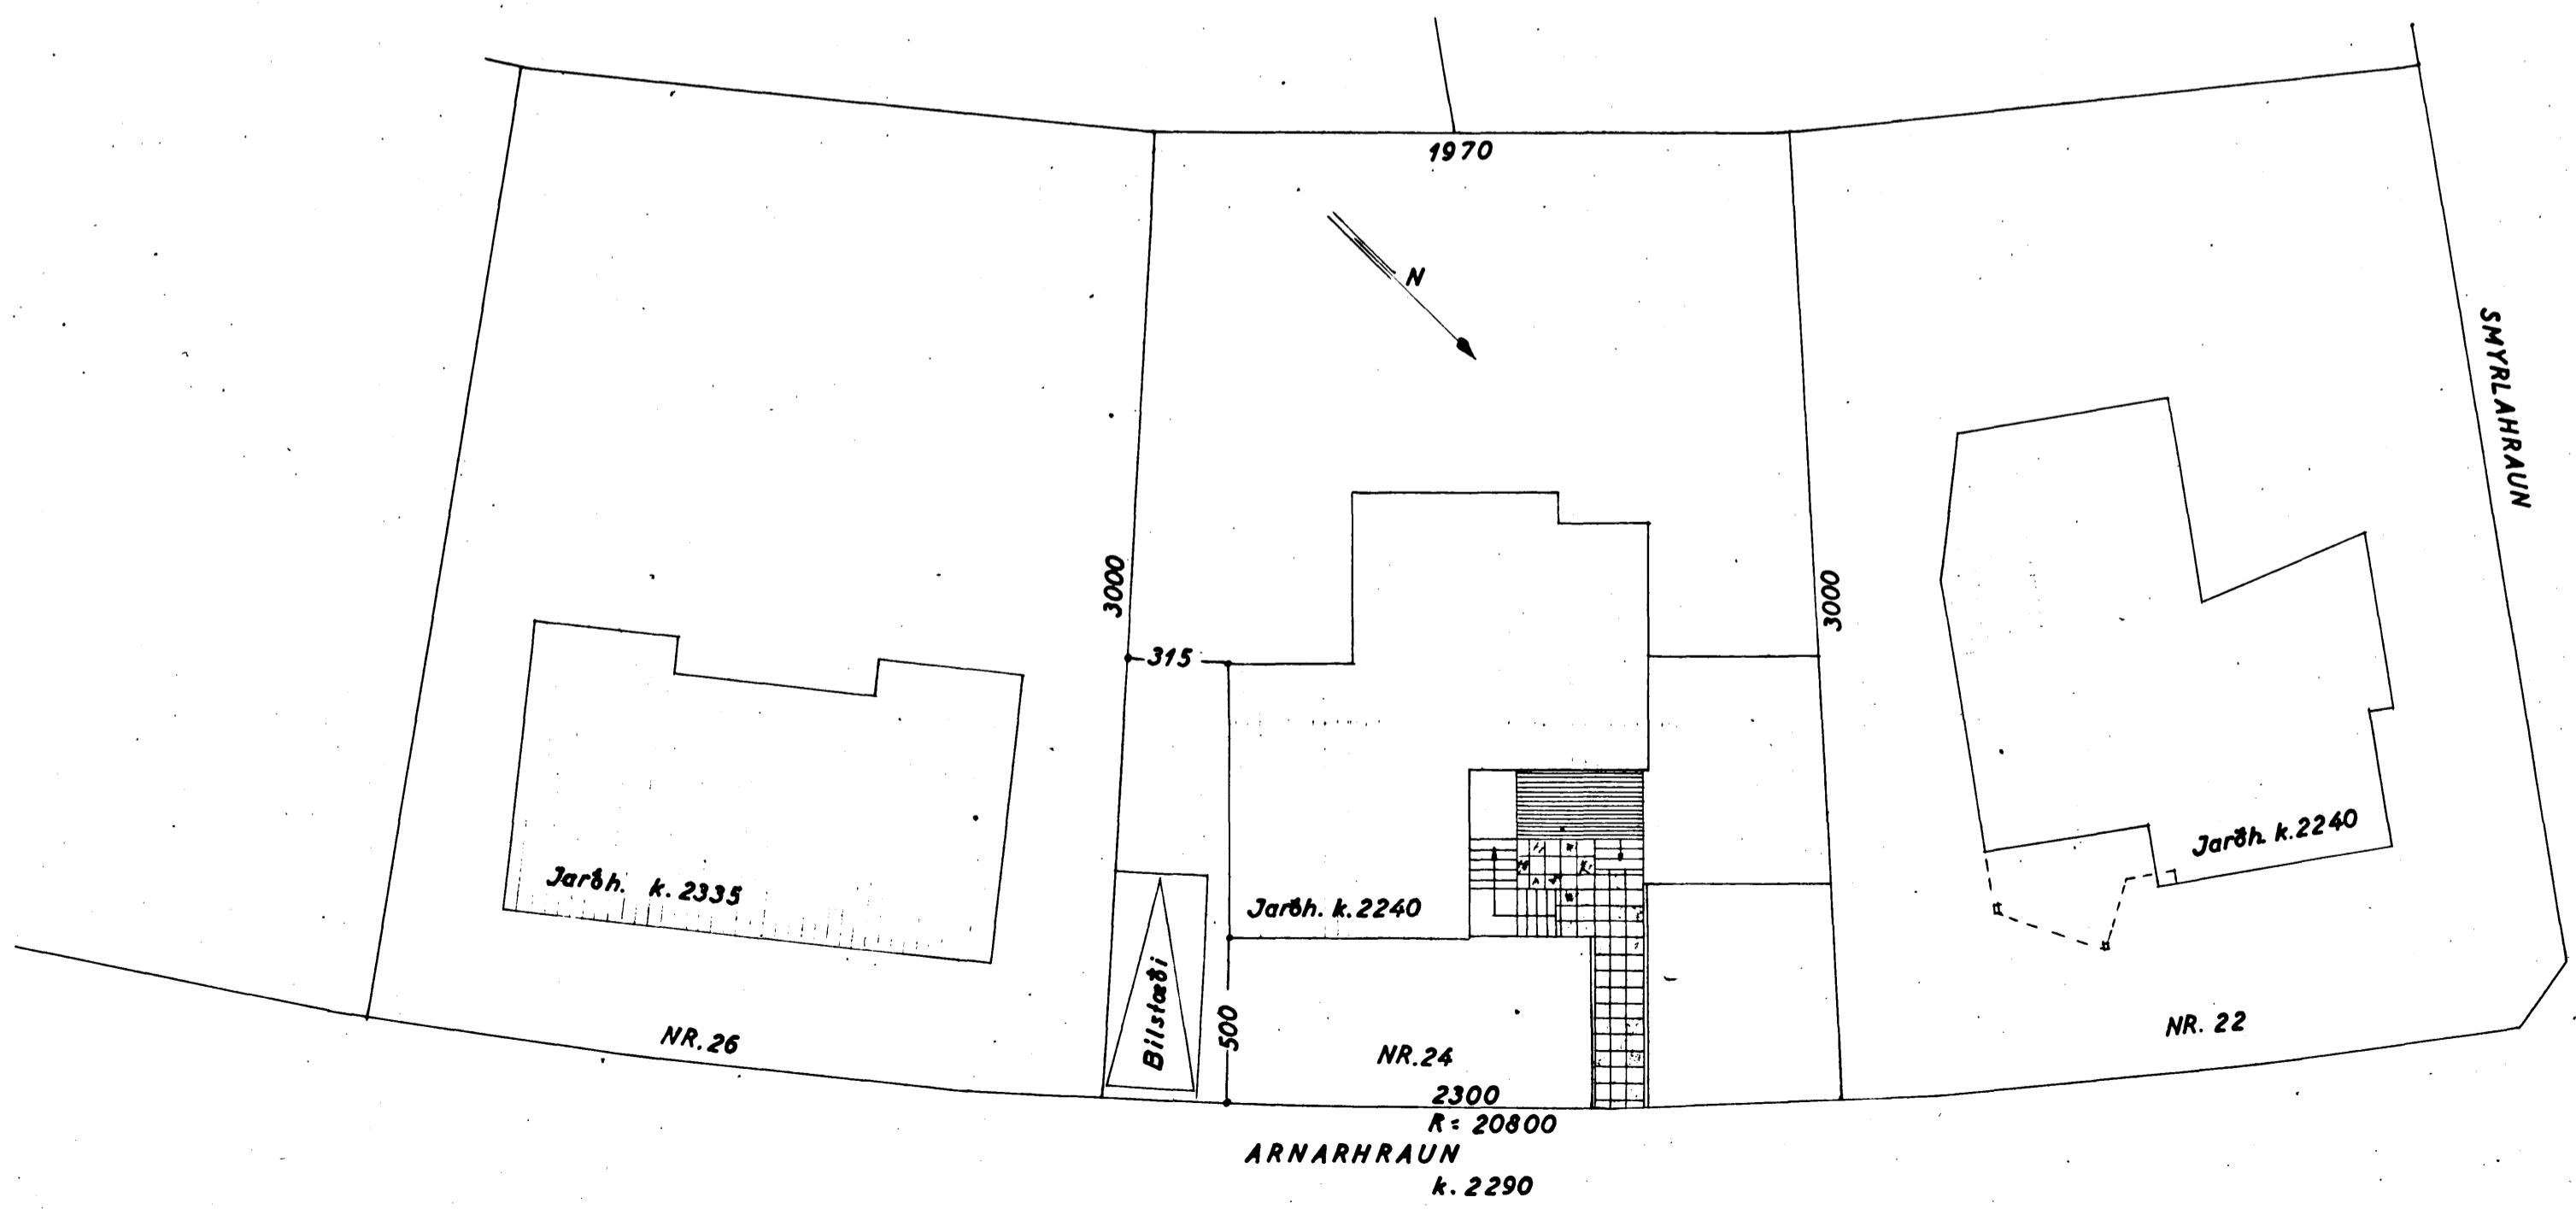 1970
N
SMYRLAHRAUN
3000
3000
315
Jarðh. k.2240
Jarðh. k. 2335
Jarðh. k.2240
Bílstæði
500
NR. 22
NR.26
NR.24
2300
R= 20800
ARNARHRAUN
k. 2290